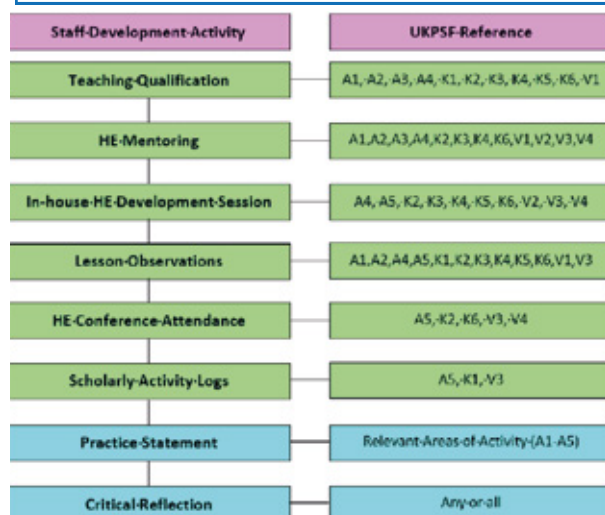 Staff·Development·Activity UKPSF·Reference
Teaching·Qualification A1,·A2,·A3,·A4,·K1,·K2,·K3,·K4,·K5,·K6,·V1
HE·Mentoring A1,A2,A3,A4,K2,K3,K4,K6,V1,V2,V3,V4
In-house·HE·Development·Session A4, A5, K2, K3,·K4,·K5, K6,·V2,·V3,·V4
Lesson·Observations A1,A2,A4,A5,K1,K2,K3,K4,K5,K6,V1,V3
HE·Conference·Attendance A5,·K2,·K6,·V3,·V4
Scholarly·Activity·Logs A5,·K1,·V3
Practice·Statement Relevant·Areas·of·Activity·(A1-A5)
Critical·Reflection Any·or·all